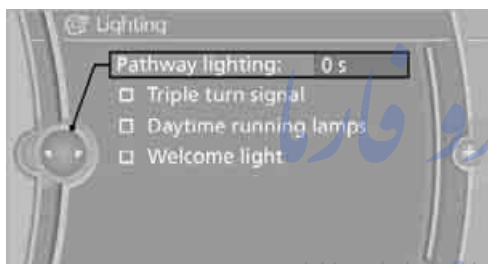 Lighting
Pathway lighting: 0 s
Triple turn signal
Daytime running lamps
Welcome light